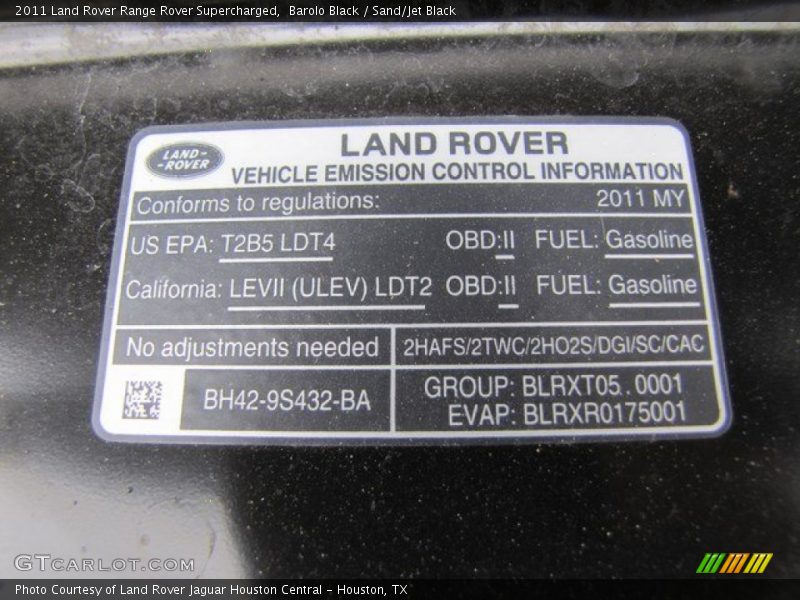 2011 Land Rover Range Rover Supercharged,  Barolo Black / Sand/Jet Black
LAND ROVER
LAND-
-ROVER
VEHICLE EMISSION CONTROL INFORMATION
Conforms to regulations: 2011 MY
US EPA: T2B5 LDT4 OBD:II FUEL: Gasoline
California: LEVII (ULEV) LDT2 OBD:II FUEL: Gasoline
No adjustments needed 2HAFS/2TWC/2HO2S/DGI/SC/CAC
BH42-9S432-BA
GROUP: BLRXT05..0001
EVAP: BLRXR0175001
GTCARLOT.COM
Photo Courtesy of Land Rover Jaguar Houston Central - Houston, TX